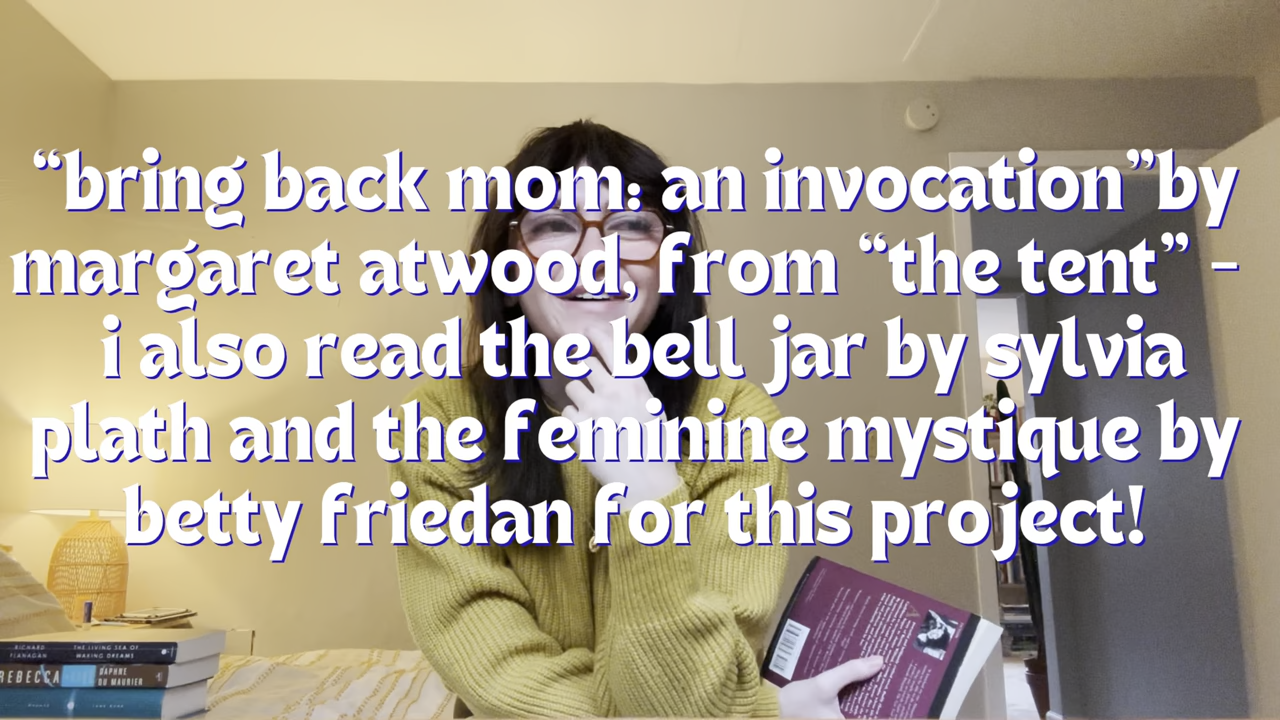 “bring back mom: an invocation”by
margaret atwood, from “the tent” -
i also read the bell jar by sylvia
plath and the feminine mystique by
betty friedan for this project!
RICHARD FLANAGAN THE LIVING SEA OF WAKING DREAMS
REBECCA DAPHNE DU MAURIER